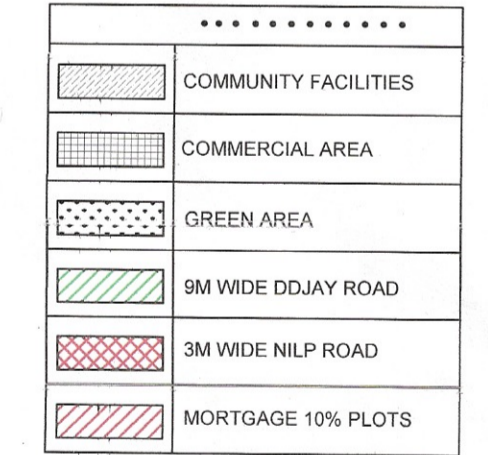 COMMUNITY FACILITIES
COMMERCIAL AREA
GREEN AREA
9M WIDE DDJAY ROAD
3M WIDE NILP ROAD
MORTGAGE 10% PLOTS